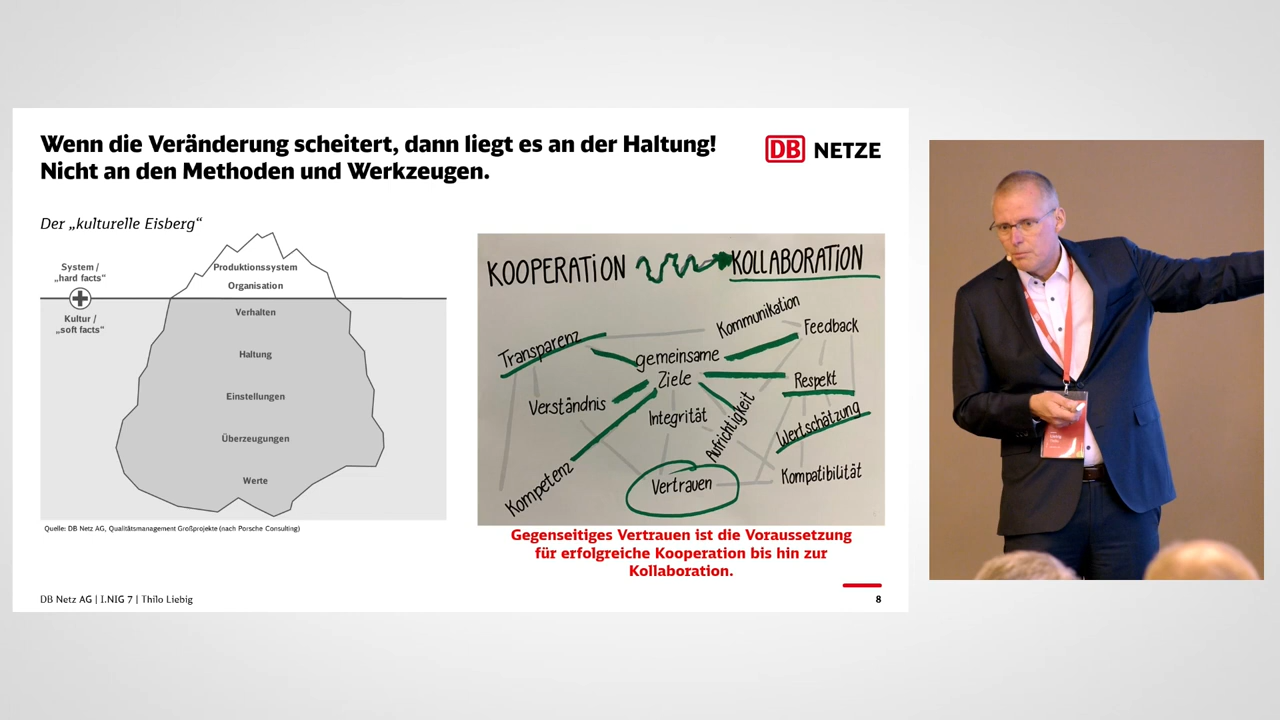 Wenn die Veränderung scheitert, dann liegt es an der Haltung!
Nicht an den Methoden und Werkzeugen.
DB NETZE
Der „kulturelle Eisberg“
System /
„hard facts“
Kultur /
„soft facts“
Produktionssystem
Organisation
Verhalten
Haltung
Einstellungen
Überzeugungen
Werte
Quelle: DB Netz AG, Qualitätsmanagement Großprojekte (nach Porsche Consulting)
KOOPERATION
KOLLABORATION
Transparenz
Kommunikation
Feedback
gemeinsame
Ziele
Respekt
Verständnis
Integrität
Aufrichtigkeit
Wertschätzung
Kompetenz
Vertrauen
Kompatibilität
Gegenseitiges Vertrauen ist die Voraussetzung
für erfolgreiche Kooperation bis hin zur
Kollaboration.
DB Netz AG | I.NIG 7 | Thilo Liebig
8